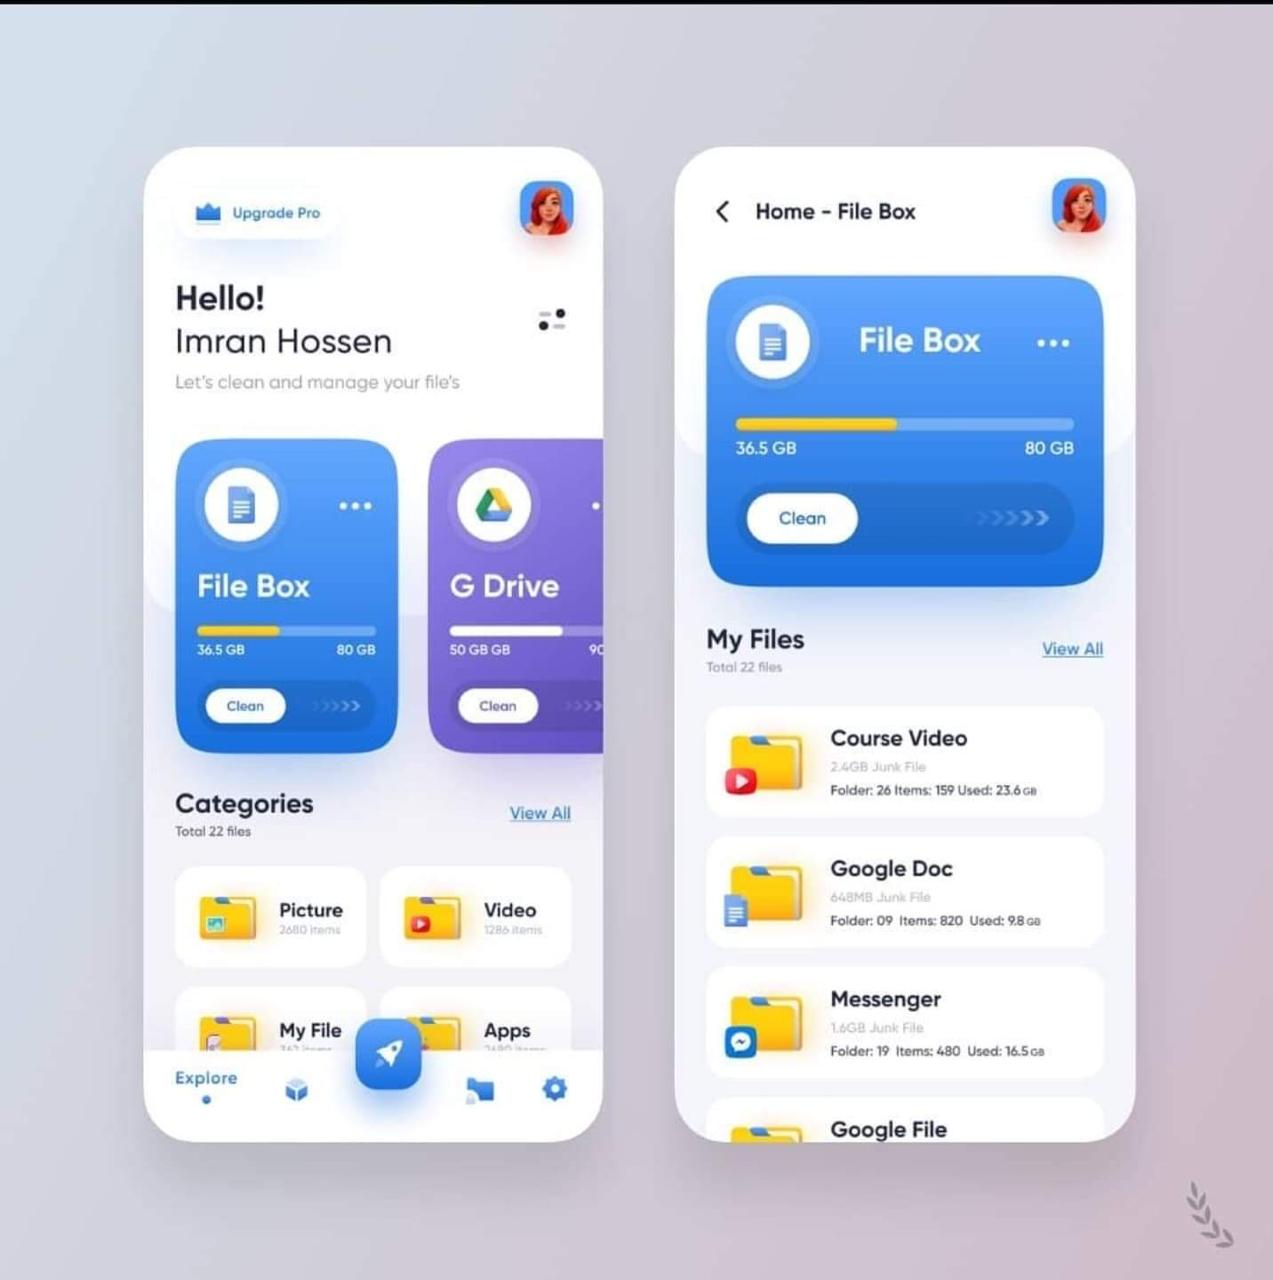 Upgrade Pro
Hello!
Imran Hossen
Let's clean and manage your file's
File Box
36.5 GB 80 GB
Clean
G Drive
50 GB GB 90
Clean
Categories
View All
Total 22 files
Picture
2680 items
Video
1286 items
My File
Apps
Explore
Home - File Box
File Box
36.5 GB 80 GB
Clean
My Files
View All
Total 22 files
Course Video
2.4GB Junk File
Folder: 26 Items: 159 Used: 23.6 GB
Google Doc
648MB Junk File
Folder: 09 Items: 820 Used: 9.8 GB
Messenger
1.6GB Junk File
Folder: 19 Items: 480 Used: 16.5 GB
Google File